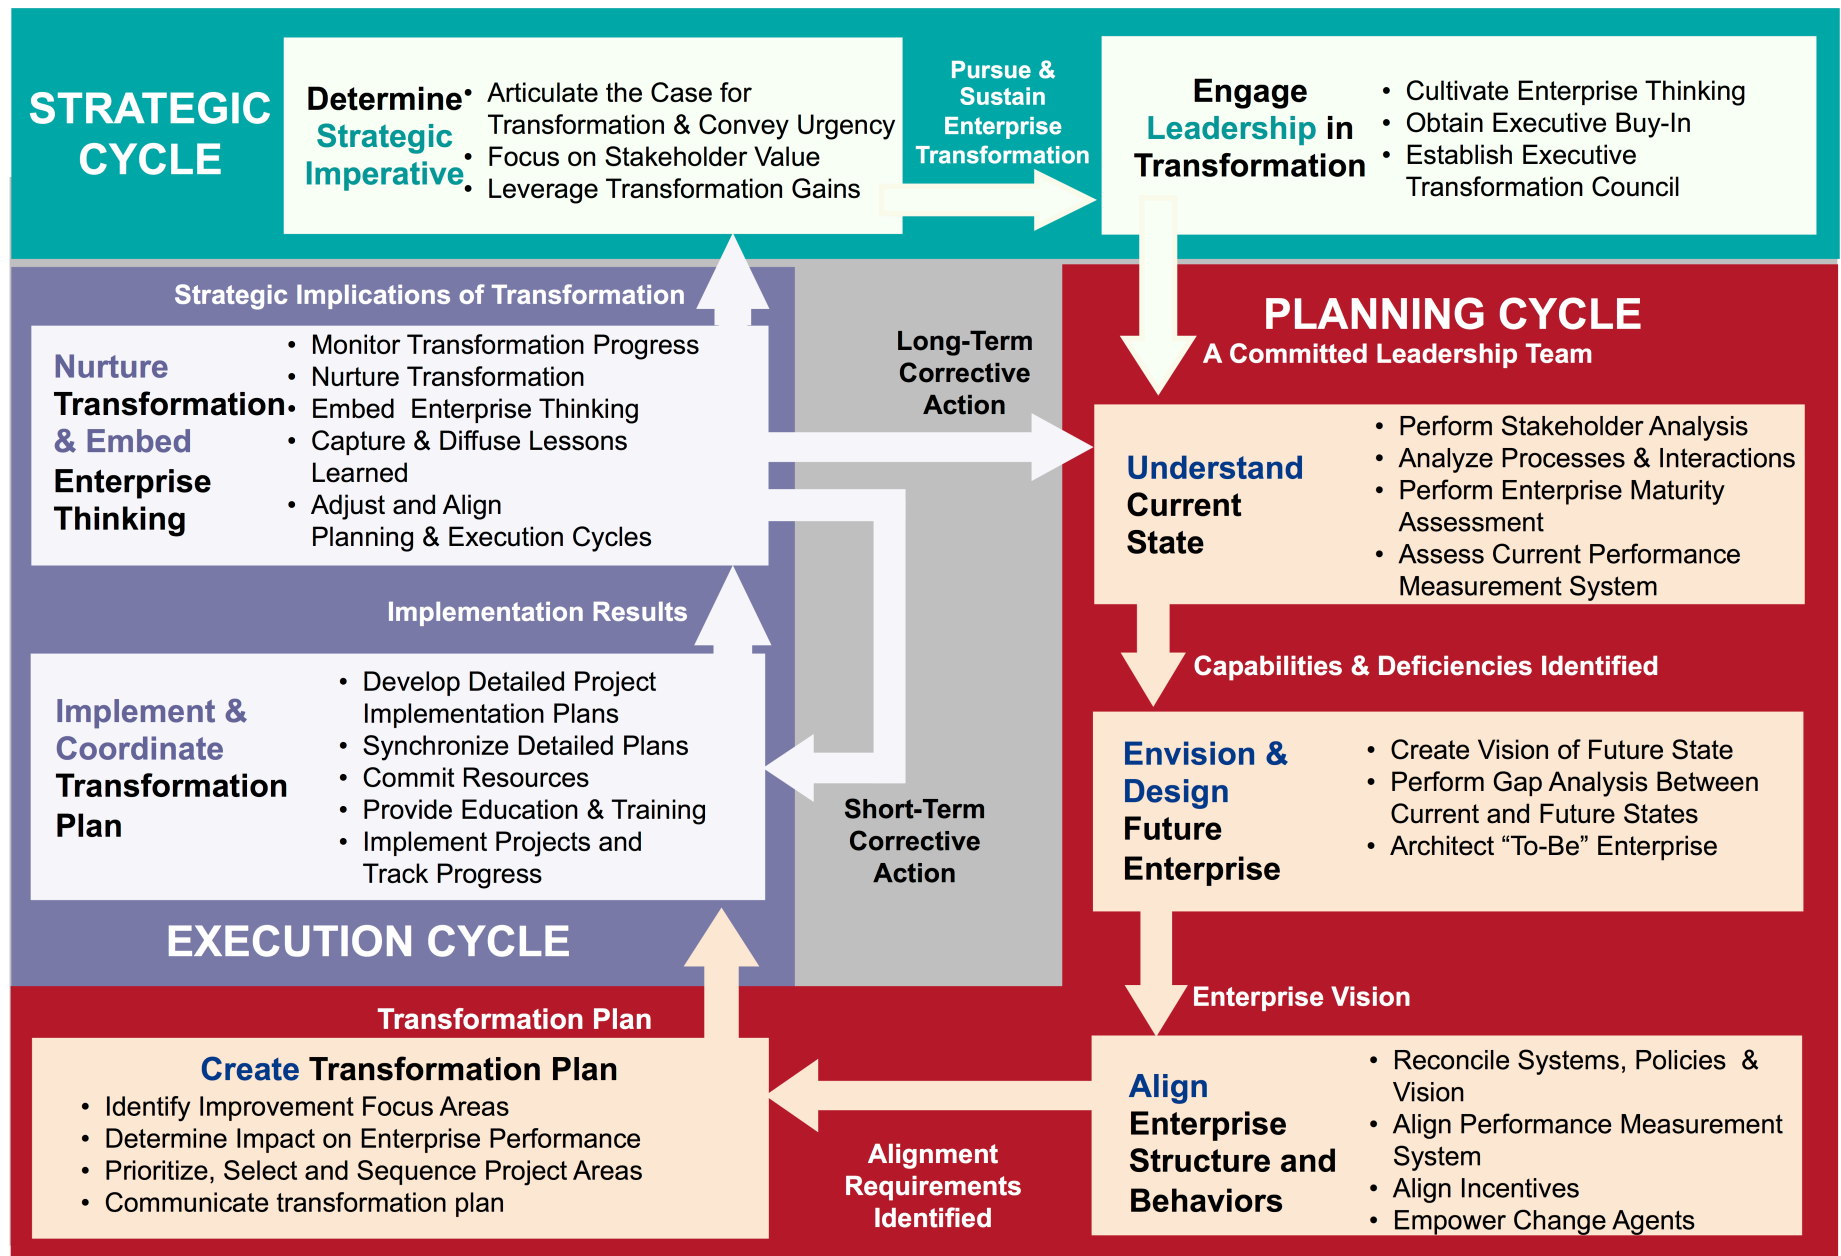 STRATEGIC
CYCLE
Determine
Strategic
Imperative
• Articulate the Case for
Transformation & Convey Urgency
• Focus on Stakeholder Value
• Leverage Transformation Gains
Pursue &
Sustain
Enterprise
Transformation
Engage
Leadership in
Transformation
• Cultivate Enterprise Thinking
• Obtain Executive Buy-In
• Establish Executive
Transformation Council
Strategic Implications of Transformation
Nurture
Transformation
& Embed
Enterprise
Thinking
• Monitor Transformation Progress
• Nurture Transformation
• Embed Enterprise Thinking
• Capture & Diffuse Lessons
Learned
• Adjust and Align
Planning & Execution Cycles
Long-Term
Corrective
Action
PLANNING CYCLE
A Committed Leadership Team
Understand
Current
State
• Perform Stakeholder Analysis
• Analyze Processes & Interactions
• Perform Enterprise Maturity
Assessment
• Assess Current Performance
Measurement System
Implementation Results
Implement &
Coordinate
Transformation
Plan
• Develop Detailed Project
Implementation Plans
• Synchronize Detailed Plans
• Commit Resources
• Provide Education & Training
• Implement Projects and
Track Progress
Short-Term
Corrective
Action
EXECUTION CYCLE
Capabilities & Deficiencies Identified
Envision &
Design
Future
Enterprise
• Create Vision of Future State
• Perform Gap Analysis Between
Current and Future States
• Architect “To-Be” Enterprise
Enterprise Vision
Align
Enterprise
Structure and
Behaviors
• Reconcile Systems, Policies &
Vision
• Align Performance Measurement
System
• Align Incentives
• Empower Change Agents
Alignment
Requirements
Identified
Transformation Plan
Create Transformation Plan
• Identify Improvement Focus Areas
• Determine Impact on Enterprise Performance
• Prioritize, Select and Sequence Project Areas
• Communicate transformation plan